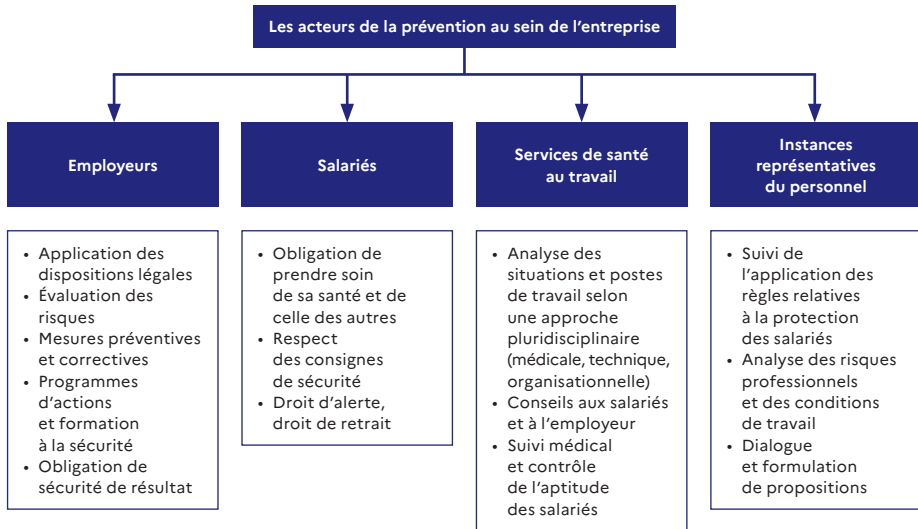 Les acteurs de la prévention au sein de l'entreprise
Employeurs
• Application des
dispositions légales
• Évaluation des
risques
• Mesures préventives
et correctives
• Programmes
d'actions
et formation
à la sécurité
• Obligation de
sécurité de résultat
Salariés
• Obligation de
prendre soin
de sa santé et de
celle des autres
• Respect
des consignes
de sécurité
• Droit d'alerte,
droit de retrait
Services de santé
au travail
• Analyse des
situations et postes
de travail selon
une approche
pluridisciplinaire
(médicale, technique,
organisationnelle)
• Conseils aux salariés
et à l'employeur
• Suivi médical
et contrôle
de l'aptitude
des salariés
Instances
représentatives
du personnel
• Suivi de
l'application des
règles relatives
à la protection
des salariés
• Analyse des risques
professionnels
et des conditions
de travail
• Dialogue
et formulation
de propositions